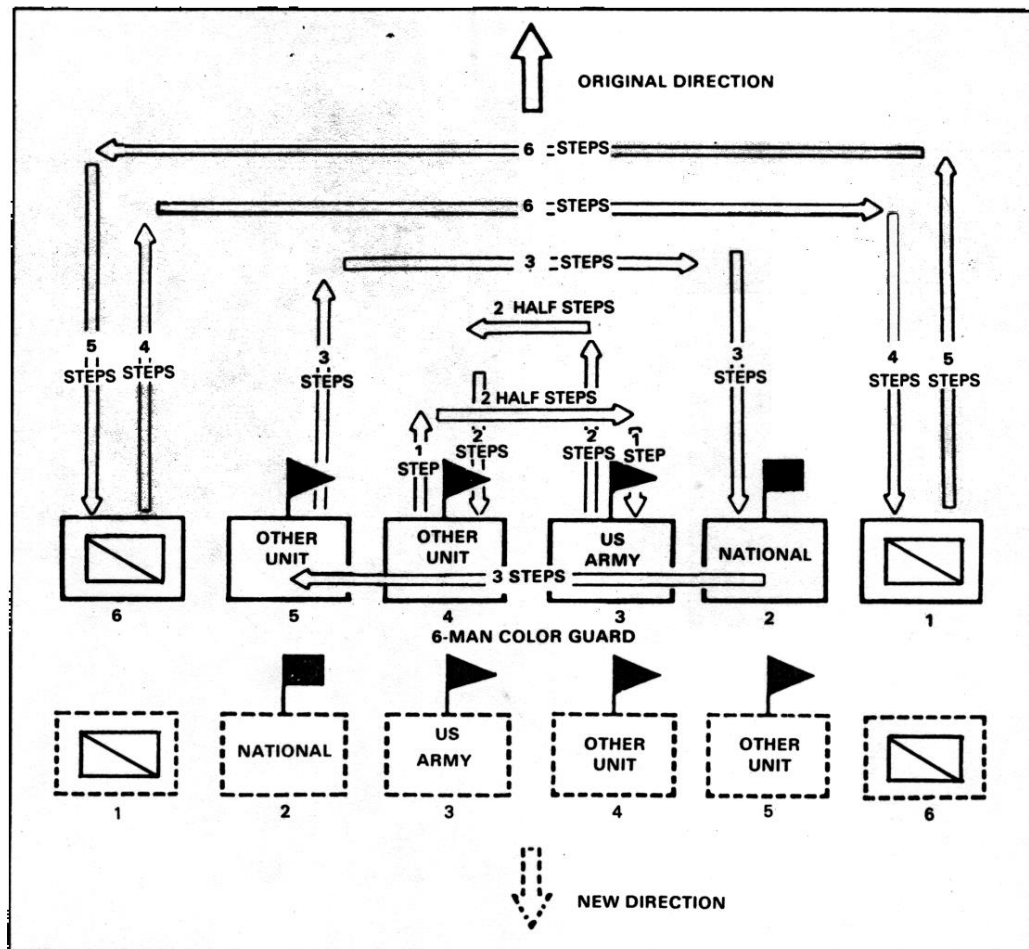 ORIGINAL DIRECTION
6 STEPS
6 STEPS
3 STEPS
2 HALF STEPS
5 STEPS
4 STEPS
3 STEPS
3 STEPS
4 STEPS
5 STEPS
2 HALF STEPS
1 STEP
2 STEPS
2 STEPS
1 STEP
OTHER UNIT
OTHER UNIT
US ARMY
NATIONAL
3 STEPS
6 5 4 3 2 1
6-MAN COLOR GUARD
NATIONAL
US ARMY
OTHER UNIT
OTHER UNIT
1 2 3 4 5 6
NEW DIRECTION